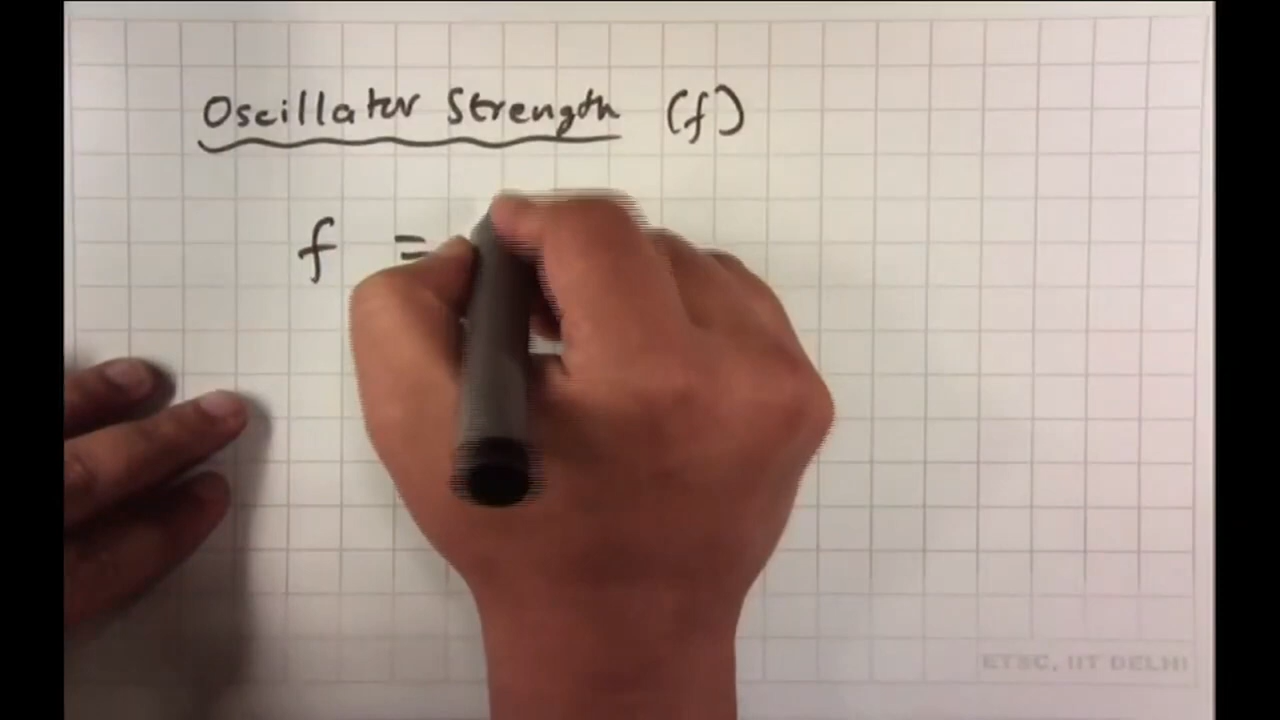 Oscillator Strength (f)
f =
ETSC, IIT DELHI